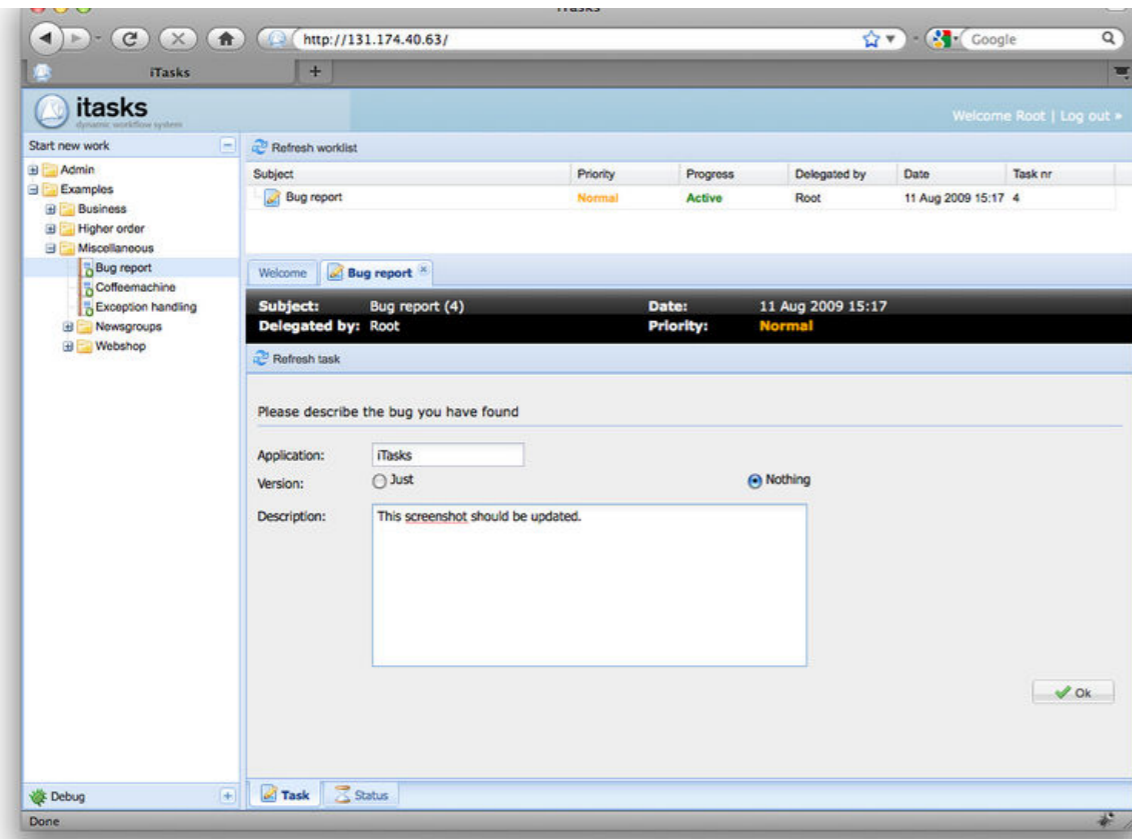 iTasks
http://131.174.40.63/
Google
iTasks
itasks
dynamic workflow system
Welcome Root | Log out »
Start new work
Refresh worklist
Admin
Examples
Business
Higher order
Miscellaneous
Bug report
Coffeemachine
Exception handling
Newsgroups
Webshop
Subject Priority Progress Delegated by Date Task nr
Bug report Normal Active Root 11 Aug 2009 15:17 4
Welcome Bug report
Subject: Bug report (4) Date: 11 Aug 2009 15:17
Delegated by: Root Priority: Normal
Refresh task
Please describe the bug you have found
Application: iTasks
Version: Just Nothing
Description: This screenshot should be updated.
Ok
Debug
Task Status
Done